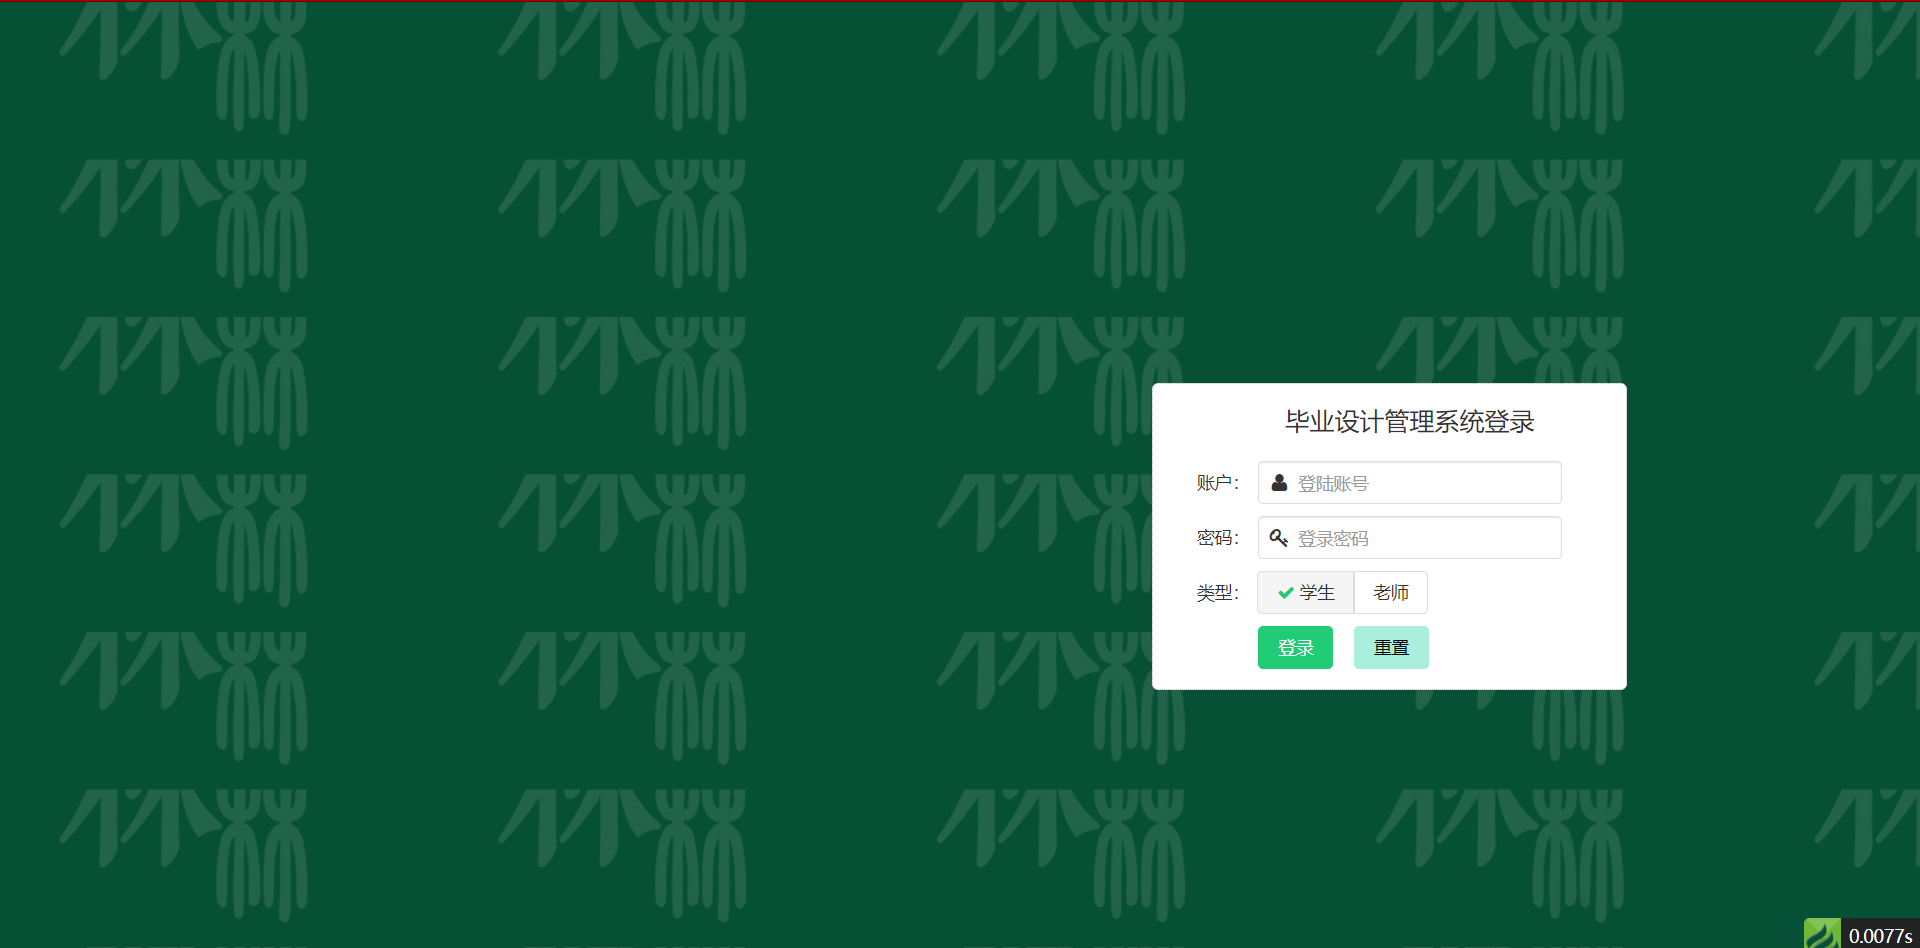 毕业设计管理系统登录
账户：
登陆账号
密码：
登录密码
类型：
学生 老师
登录 重置
0.0077s